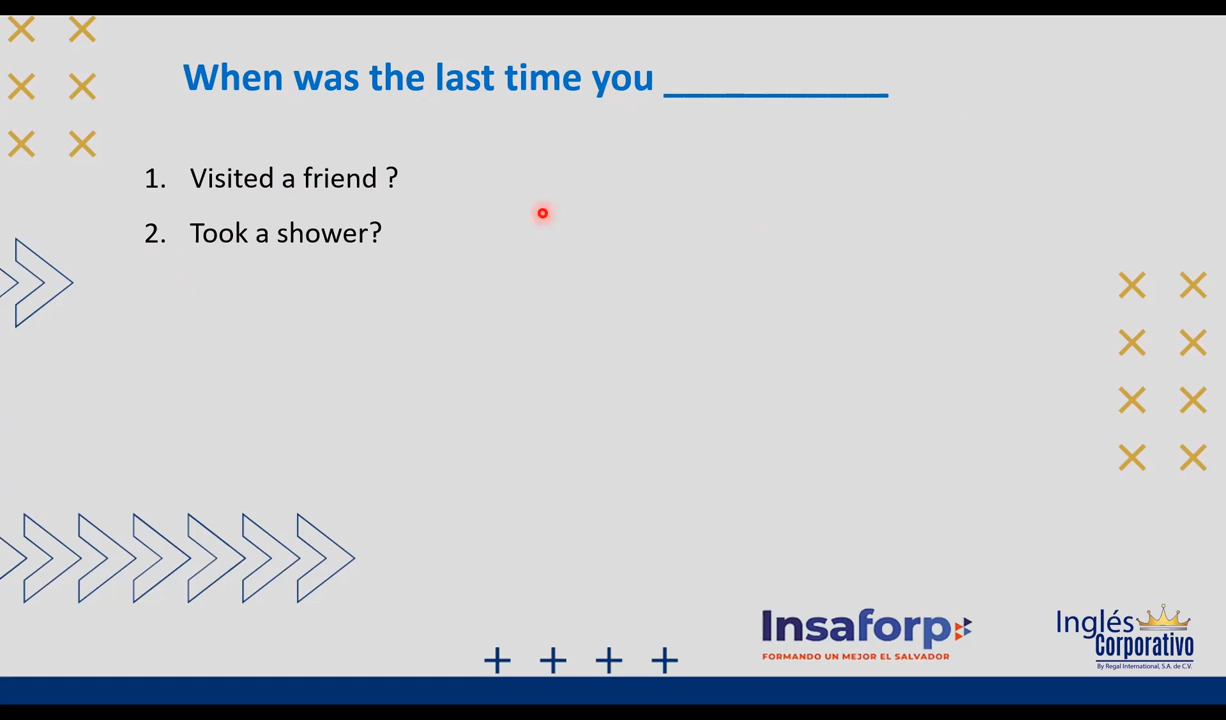 When was the last time you ___________
1. Visited a friend ?
2. Took a shower?
Insaforp
FORMANDO UN MEJOR EL SALVADOR
Inglés
Corporativo
By Regal International, S.A. de C.V.